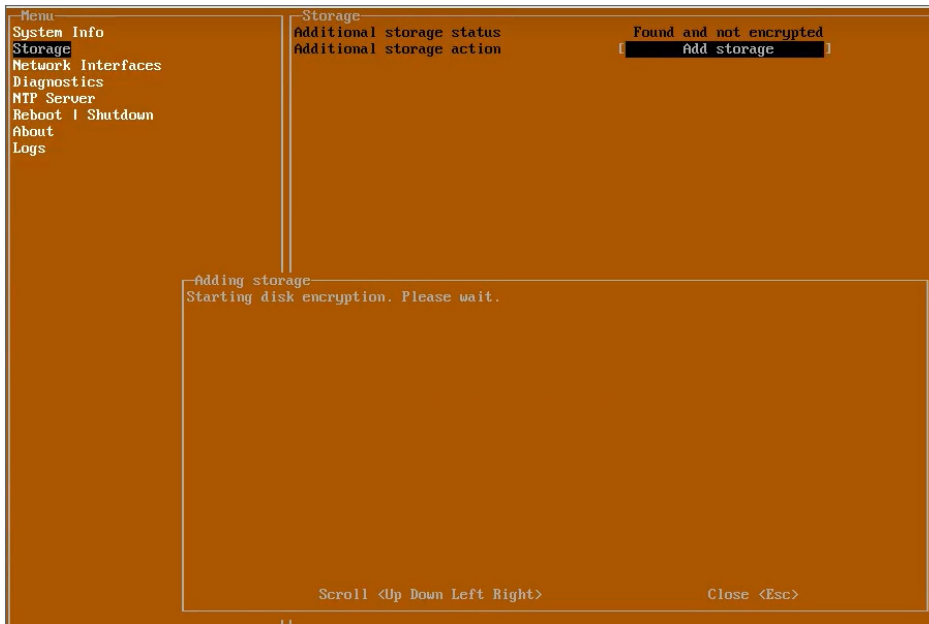 Menu
System Info
Storage
Network Interfaces
Diagnostics
NTP Server
Reboot | Shutdown
About
Logs
Storage
Additional storage status Found and not encrypted
Additional storage action [ Add storage ]
Adding storage
Starting disk encryption. Please wait.
Scroll <Up Down Left Right> Close <Esc>